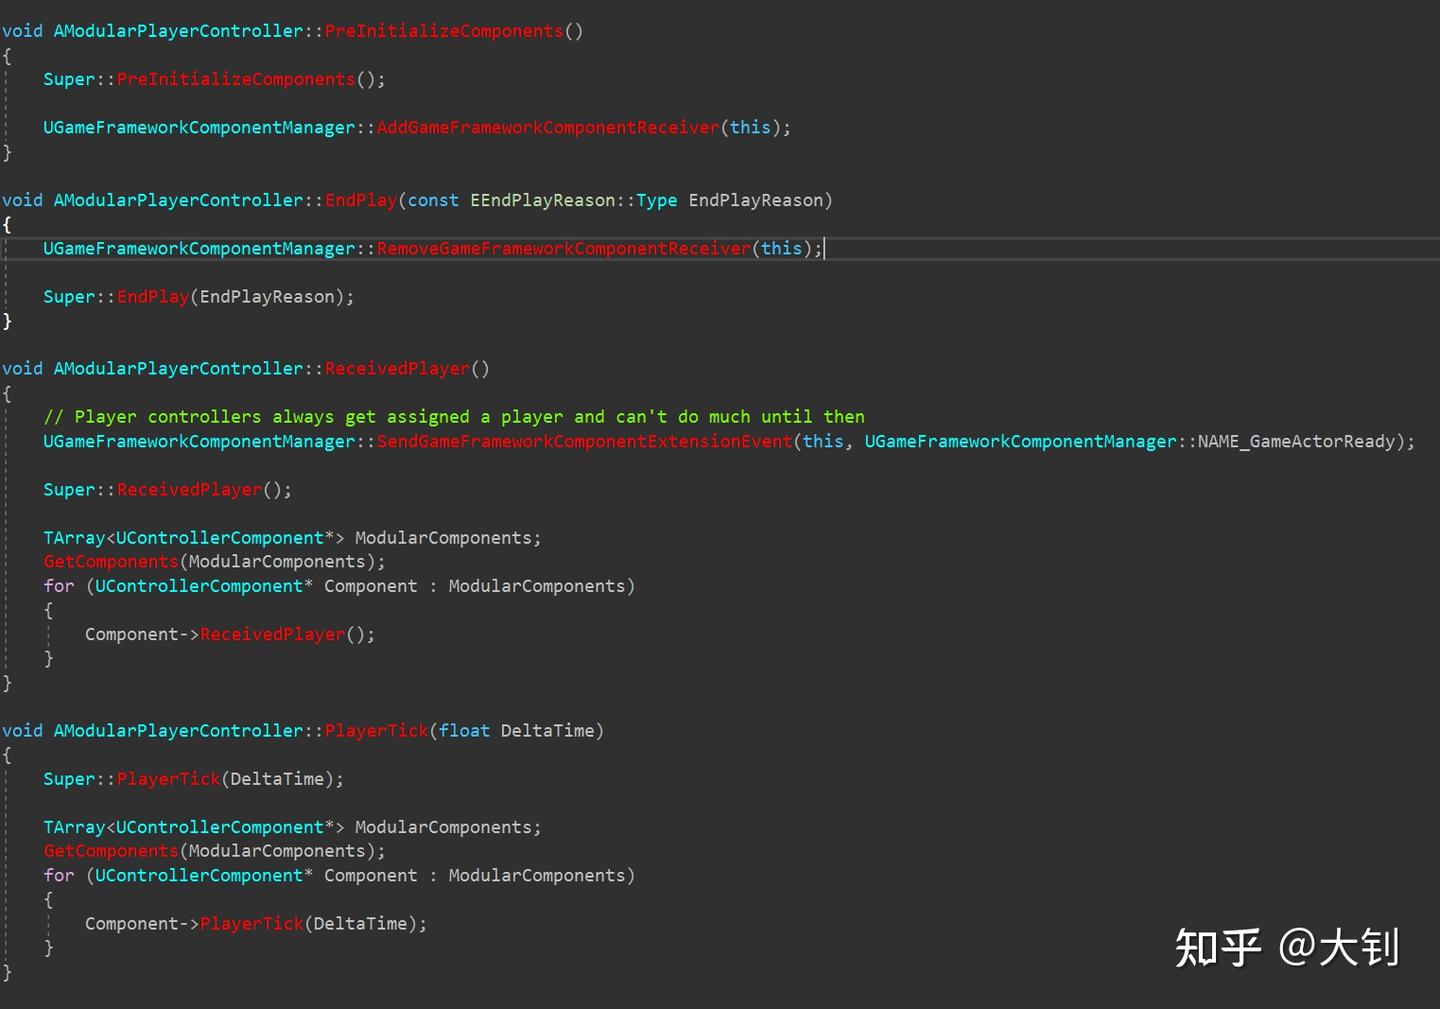 void AModularPlayerController::PreInitializeComponents()
{
    Super::PreInitializeComponents();

    UGameFrameworkComponentManager::AddGameFrameworkComponentReceiver(this);
}

void AModularPlayerController::EndPlay(const EEndPlayReason::Type EndPlayReason)
{
    UGameFrameworkComponentManager::RemoveGameFrameworkComponentReceiver(this);

    Super::EndPlay(EndPlayReason);
}

void AModularPlayerController::ReceivedPlayer()
{
    // Player controllers always get assigned a player and can't do much until then
    UGameFrameworkComponentManager::SendGameFrameworkComponentExtensionEvent(this, UGameFrameworkComponentManager::NAME_GameActorReady);

    Super::ReceivedPlayer();

    TArray<UControllerComponent*> ModularComponents;
    GetComponents(ModularComponents);
    for (UControllerComponent* Component : ModularComponents)
    {
        Component->ReceivedPlayer();
    }
}

void AModularPlayerController::PlayerTick(float DeltaTime)
{
    Super::PlayerTick(DeltaTime);

    TArray<UControllerComponent*> ModularComponents;
    GetComponents(ModularComponents);
    for (UControllerComponent* Component : ModularComponents)
    {
        Component->PlayerTick(DeltaTime);
    }
}
知乎 @大钊